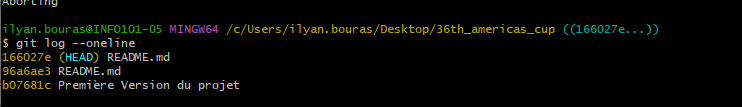 Aborting
ilyan.bouras@INFO101-05 MINGW64 /c/Users/ilyan.bouras/Desktop/36th_americas_cup ((166027e...))
$ git log --oneline
166027e (HEAD) README.md
96a6ae3 README.md
b07681c Première Version du projet